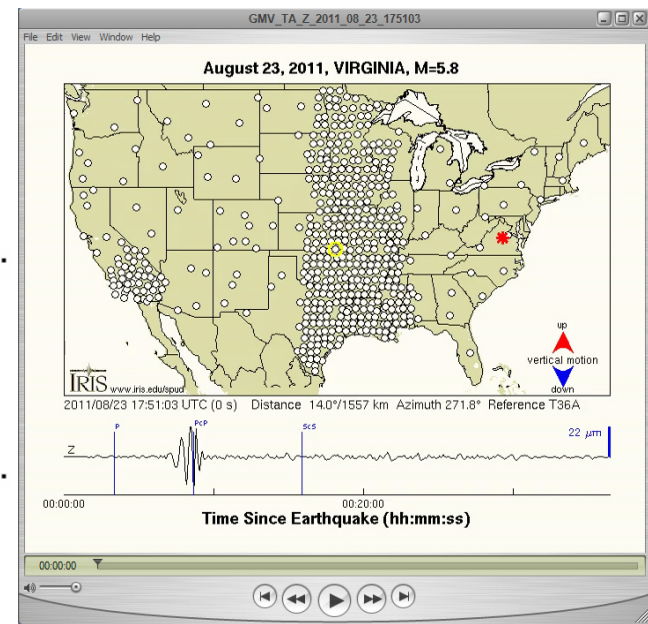 GMV_TA_Z_2011_08_23_175103
File Edit View Window Help
August 23, 2011, VIRGINIA, M=5.8
up
vertical motion
down
IRIS www.iris.edu/spud
2011/08/23 17:51:03 UTC (0 s) Distance 14.0°/1557 km Azimuth 271.8° Reference T36A
P PcP ScS 22 µm
Z
00:00:00 00:20:00
Time Since Earthquake (hh:mm:ss)
00:00:00